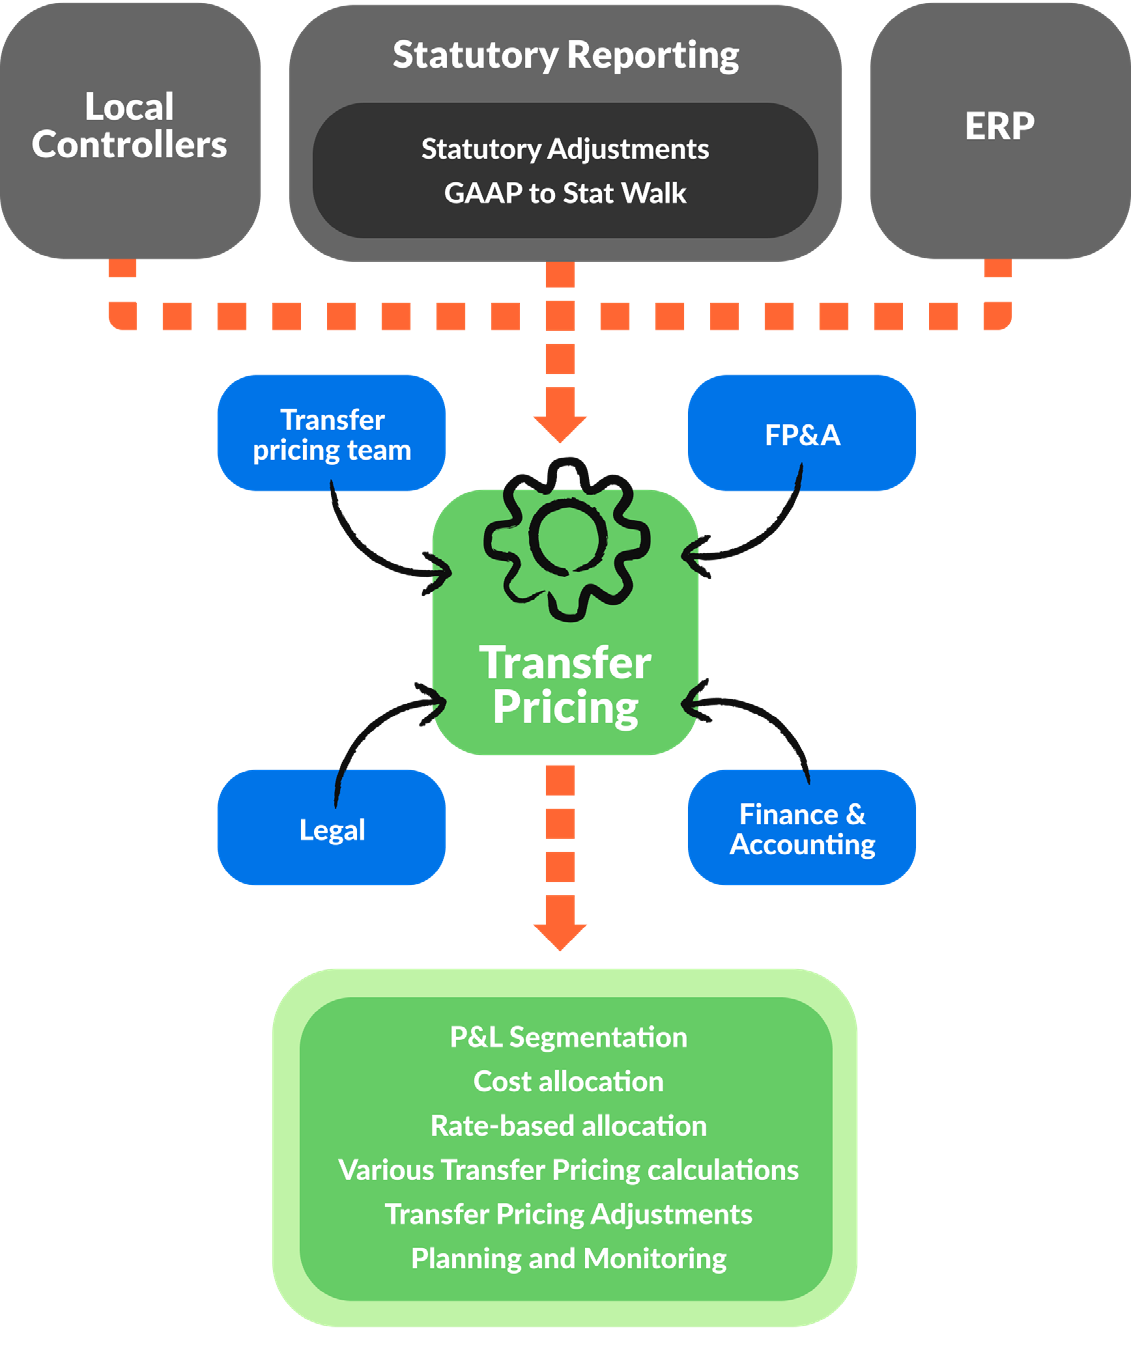 Local
Controllers
Statutory Reporting
Statutory Adjustments
GAAP to Stat Walk
ERP
Transfer
pricing team
FP&A
Transfer
Pricing
Legal
Finance &
Accounting
P&L Segmentation
Cost allocation
Rate-based allocation
Various Transfer Pricing calculations
Transfer Pricing Adjustments
Planning and Monitoring